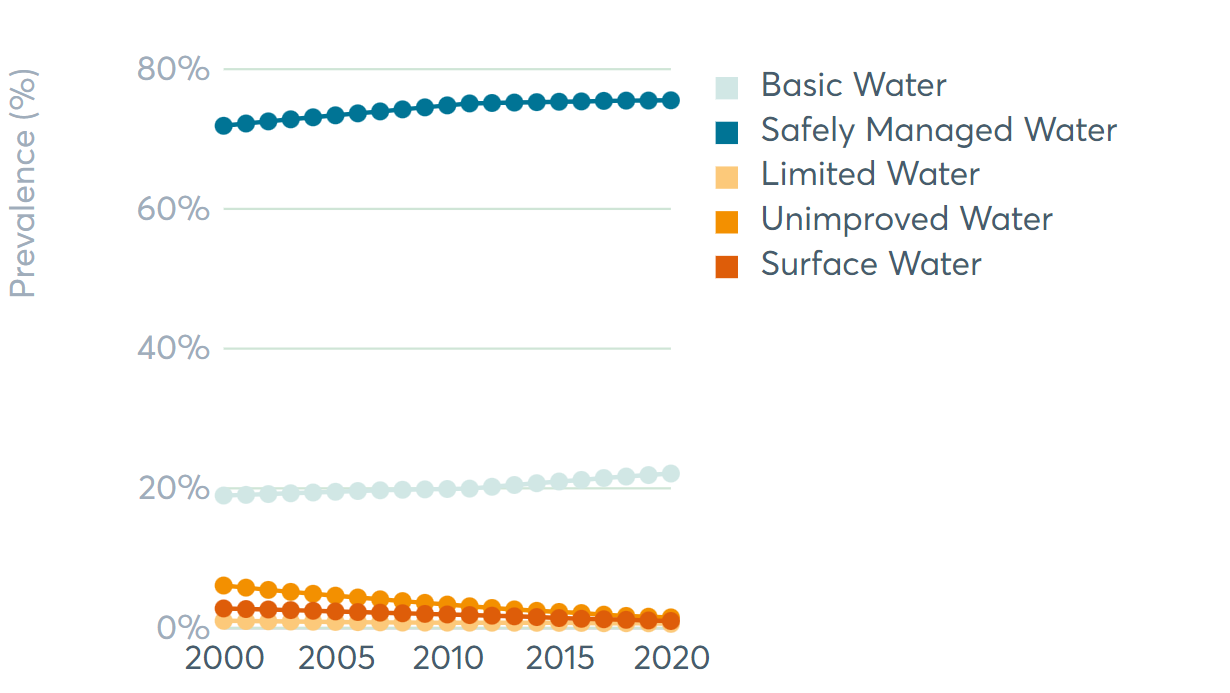 Prevalence (%)
80%
60%
40%
20%
0%
2000 2005 2010 2015 2020
Basic Water
Safely Managed Water
Limited Water
Unimproved Water
Surface Water